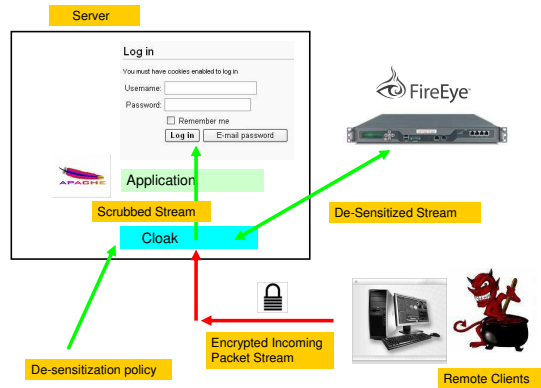 Server
Log in
You must have cookies enabled to log in
Username:
Password:
Remember me
Log in
E-mail password
FireEye
APACHE
Application
Scrubbed Stream
De-Sensitized Stream
Cloak
Encrypted Incoming
Packet Stream
De-sensitization policy
Remote Clients